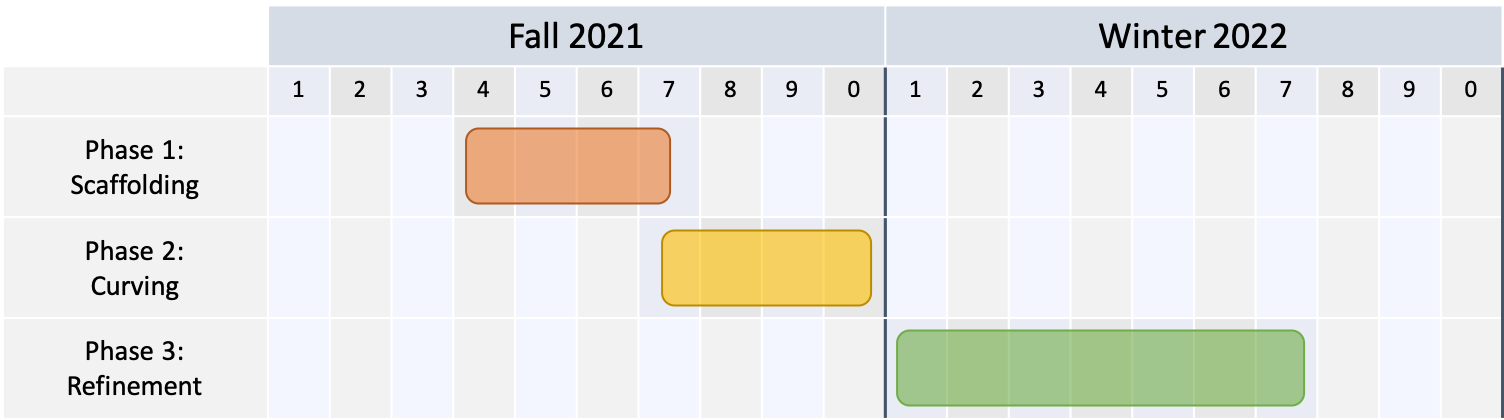 Fall 2021 Winter 2022
1 2 3 4 5 6 7 8 9 0 1 2 3 4 5 6 7 8 9 0
Phase 1:
Scaffolding
Phase 2:
Curving
Phase 3:
Refinement